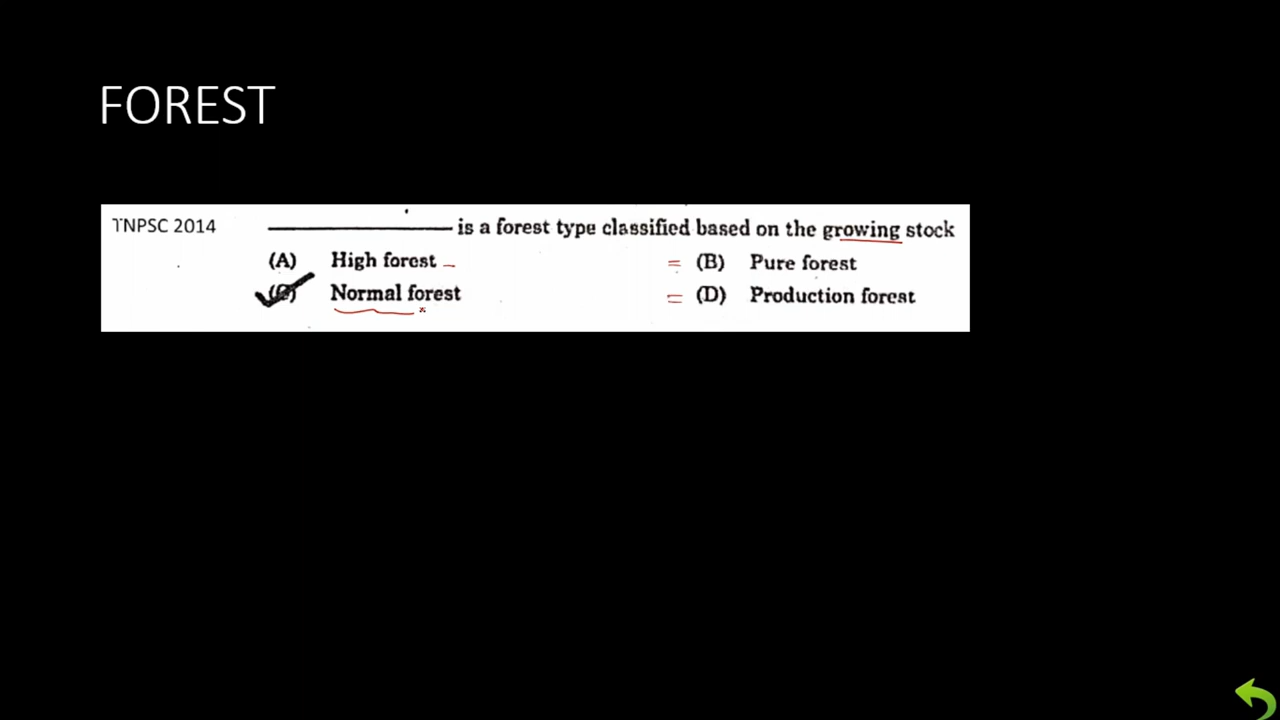 FOREST
TNPSC 2014 ____________ is a forest type classified based on the growing stock
(A) High forest (B) Pure forest
(C) Normal forest (D) Production forest